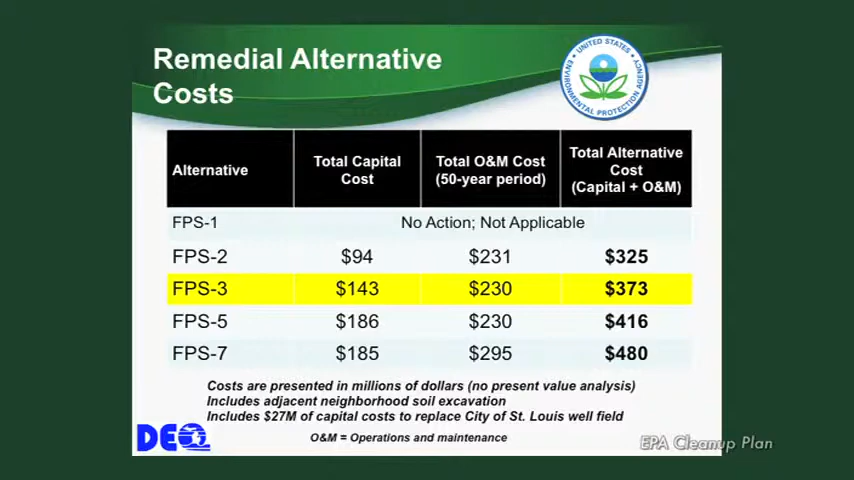 Remedial Alternative
Costs
UNITED STATES
ENVIRONMENTAL PROTECTION AGENCY
Alternative
Total Capital
Cost
Total O&M Cost
(50-year period)
Total Alternative
Cost
(Capital + O&M)
FPS-1 No Action; Not Applicable
FPS-2 $94 $231 $325
FPS-3 $143 $230 $373
FPS-5 $186 $230 $416
FPS-7 $185 $295 $480
Costs are presented in millions of dollars (no present value analysis)
Includes adjacent neighborhood soil excavation
Includes $27M of capital costs to replace City of St. Louis well field
O&M = Operations and maintenance
DEQ
EPA Cleanup Plan